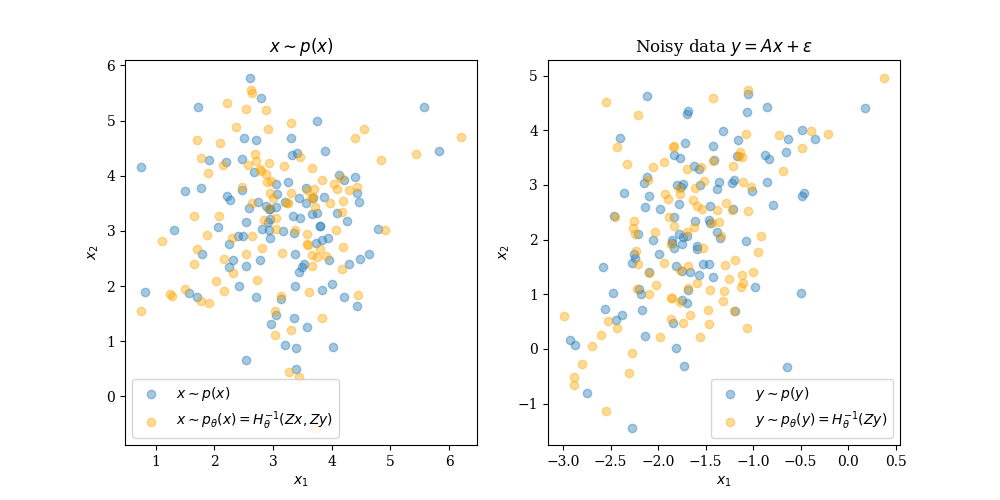 x ∼ p(x)
6
5
4
3
2
1
0
x₂
1 2 3 4 5 6
x₁
x ∼ p(x)
x ∼ p_θ(x) = H_θ^{-1}(Zx, Zy)
Noisy data y = Ax + ε
5
4
3
2
1
0
−1
x₂
−3.0 −2.5 −2.0 −1.5 −1.0 −0.5 0.0 0.5
x₁
y ∼ p(y)
y ∼ p_θ(y) = H_θ^{-1}(Zy)